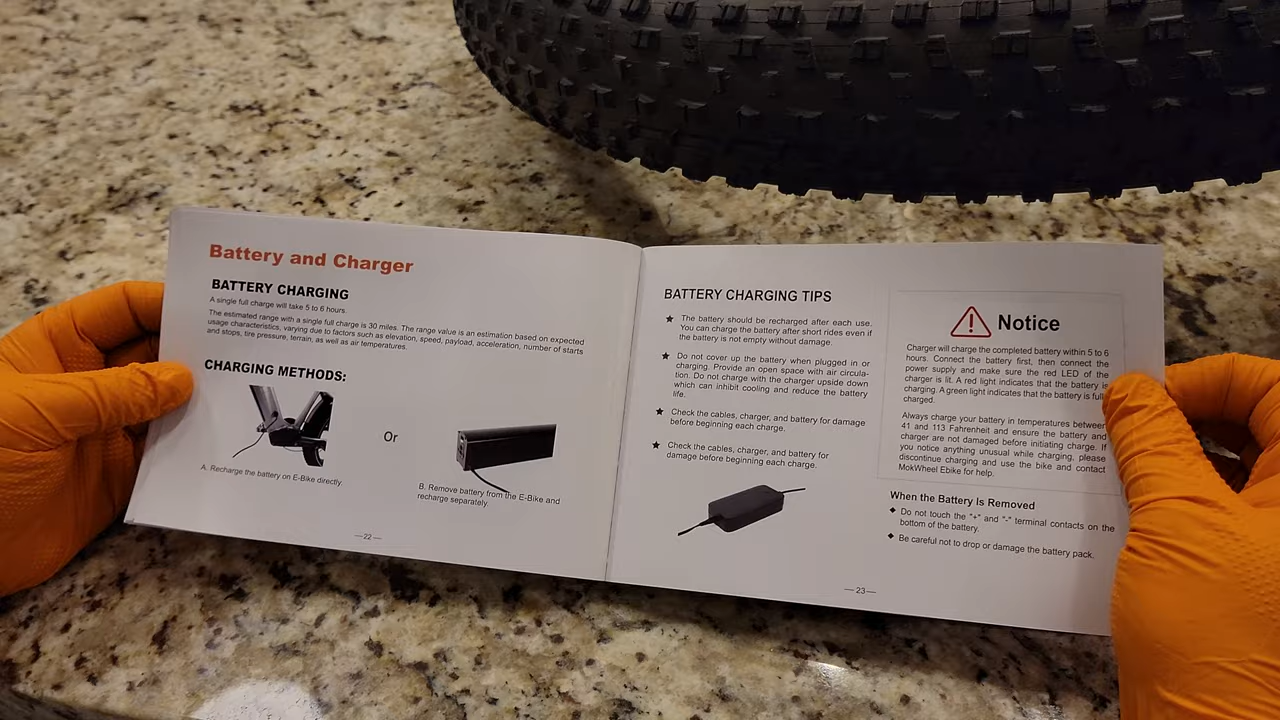 Battery and Charger
BATTERY CHARGING
A single full charge will take 5 to 6 hours.
The estimated range with a single full charge is 30 miles. The range value is an estimation based on expected
usage characteristics, varying due to factors such as elevation, speed, payload, acceleration, number of starts
and stops, tire pressure, terrain, as well as air temperatures.
CHARGING METHODS:
Or
A. Recharge the battery on E-Bike directly.
B. Remove battery from the E-Bike and
recharge separately.
—22—
BATTERY CHARGING TIPS
★ The battery should be recharged after each use.
You can charge the battery after short rides even if
the battery is not empty without damage.
★ Do not cover up the battery when plugged in or
charging. Provide an open space with air circula-
tion. Do not charge with the charger upside down
which can inhibit cooling and reduce the battery
life.
★ Check the cables, charger, and battery for damage
before beginning each charge.
★ Check the cables, charger, and battery for
damage before beginning each charge.
Notice
Charger will charge the completed battery within 5 to 6
hours. Connect the battery first, then connect the
power supply and make sure the red LED of the
charger is lit. A red light indicates that the battery is
charging. A green light indicates that the battery is full
charged.
Always charge your battery in temperatures between
41 and 113 Fahrenheit and ensure the battery and
charger are not damaged before initiating charge. If
you notice anything unusual while charging, please
discontinue charging and use the bike and contact
MokWheel Ebike for help.
When the Battery Is Removed
◆ Do not touch the "+" and "-" terminal contacts on the
bottom of the battery.
◆ Be careful not to drop or damage the battery pack.
—23—